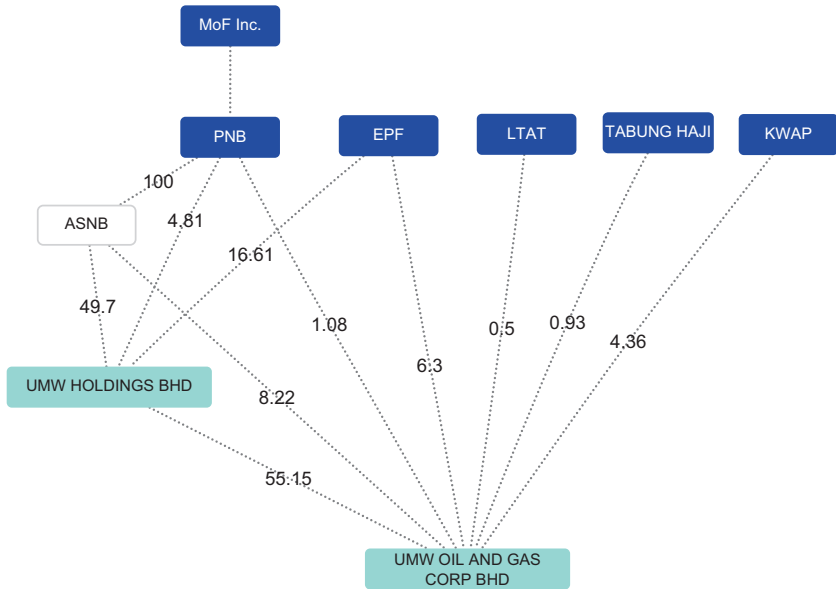 MoF Inc.
PNB
EPF
LTAT
TABUNG HAJI
KWAP
100
ASNB
4.81
16.61
49.7
1.08
0.5
0.93
4.36
6.3
UMW HOLDINGS BHD
8.22
55.15
UMW OIL AND GAS
CORP BHD